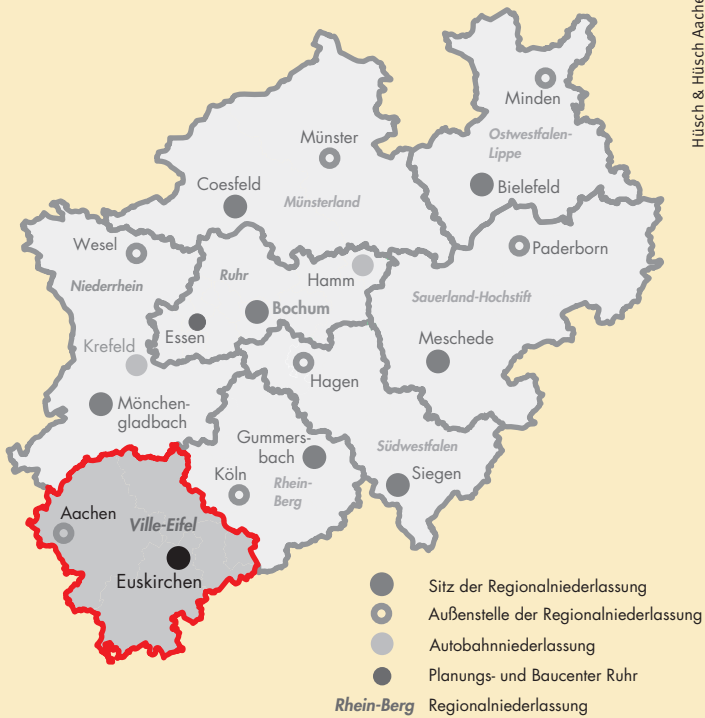 Hüsch & Hüsch Aachen
Minden
Ostwestfalen-
Lippe
Münster
Bielefeld
Coesfeld
Münsterland
Wesel
Paderborn
Niederrhein
Ruhr
Hamm
Sauerland-Hochstift
Bochum
Essen
Meschede
Krefeld
Hagen
Mönchen-
gladbach
Gummers-
bach
Südwestfalen
Köln
Rhein-
Berg
Siegen
Aachen
Ville-Eifel
Euskirchen
Sitz der Regionalniederlassung
Außenstelle der Regionalniederlassung
Autobahnniederlassung
Planungs- und Baucenter Ruhr
Rhein-Berg Regionalniederlassung